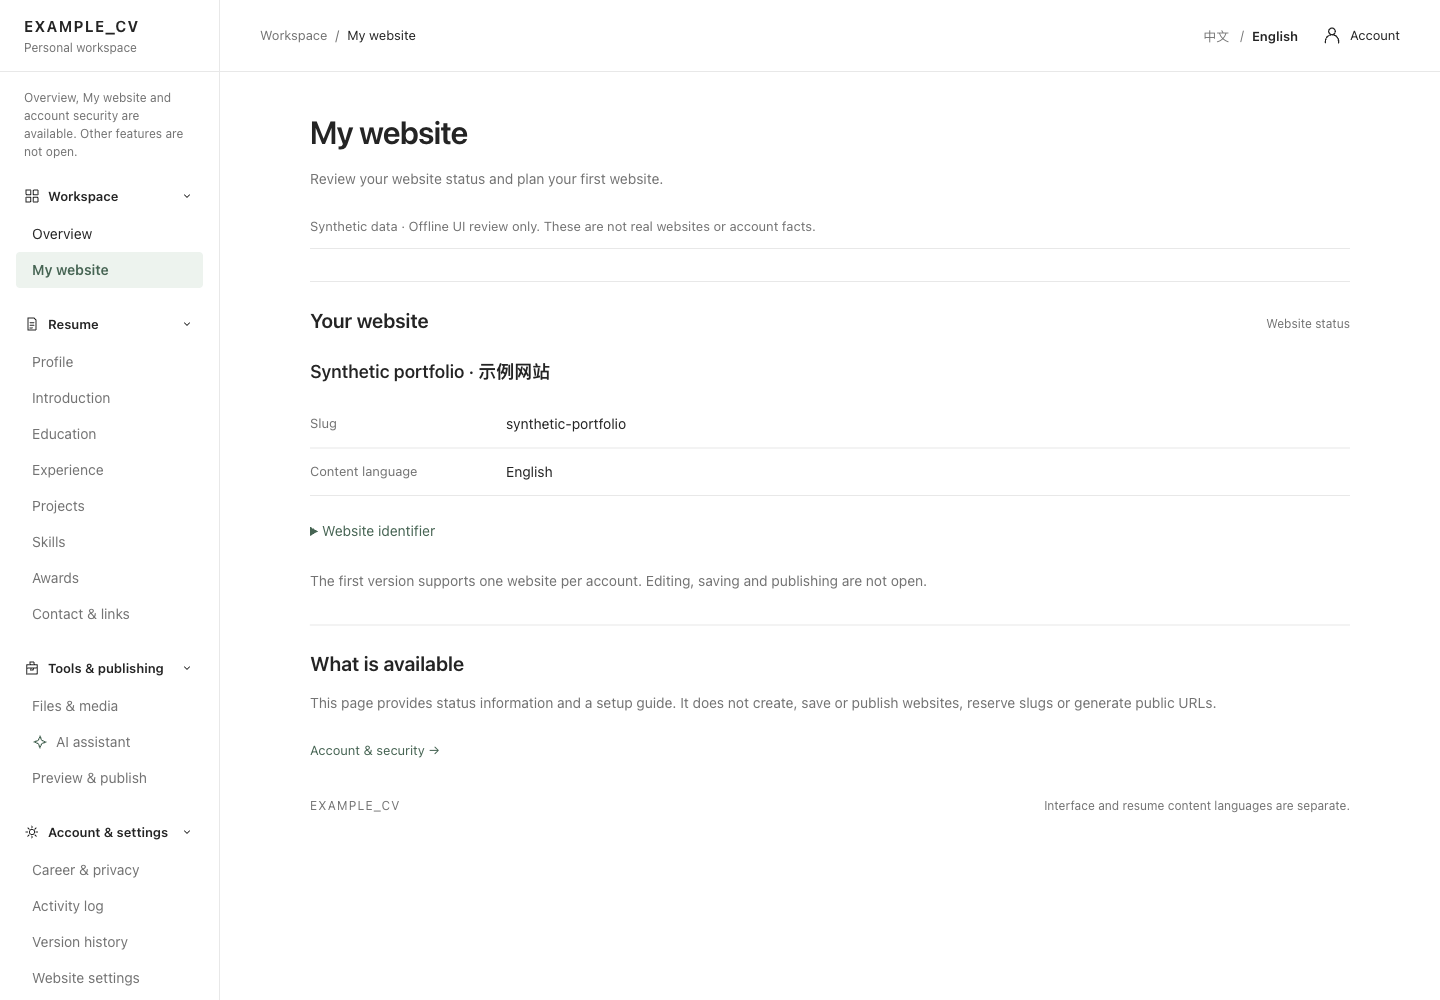 EXAMPLE_CV
Personal workspace
Workspace / My website
中文 / English
Account
Overview, My website and
account security are
available. Other features are
not open.
Workspace
Overview
My website
Resume
Profile
Introduction
Education
Experience
Projects
Skills
Awards
Contact & links
Tools & publishing
Files & media
AI assistant
Preview & publish
Account & settings
Career & privacy
Activity log
Version history
Website settings
My website
Review your website status and plan your first website.
Synthetic data · Offline UI review only. These are not real websites or account facts.
Your website
Website status
Synthetic portfolio · 示例网站
Slug synthetic-portfolio
Content language English
Website identifier
The first version supports one website per account. Editing, saving and publishing are not open.
What is available
This page provides status information and a setup guide. It does not create, save or publish websites, reserve slugs or generate public URLs.
Account & security →
EXAMPLE_CV
Interface and resume content languages are separate.